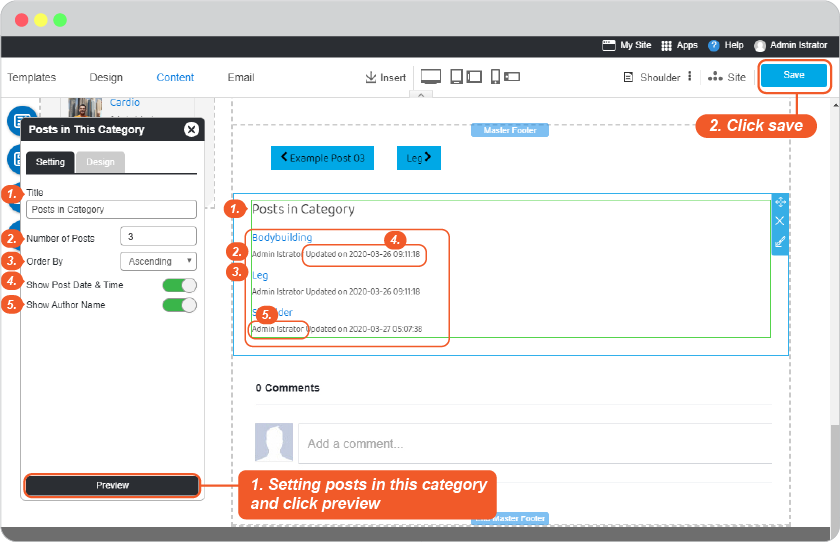 My Site Apps ? Help Admin Istrator
Templates Design Content Email Insert Shoulder Site Save
2. Click save
Cardio
Posts in This Category
Setting Design
1. Title
Posts in Category
2. Number of Posts 3
3. Order By Ascending
4. Show Post Date & Time
5. Show Author Name
Preview
Master Footer
Example Post 03 Leg
1. Posts in Category
Bodybuilding 4.
2. Admin Istrator Updated on 2020-03-26 09:11:18
3. Leg
Admin Istrator Updated on 2020-03-26 09:11:18
5.
Admin Istrator Updated on 2020-03-27 05:07:38
0 Comments
Add a comment...
1. Setting posts in this category
and click preview
Master Footer